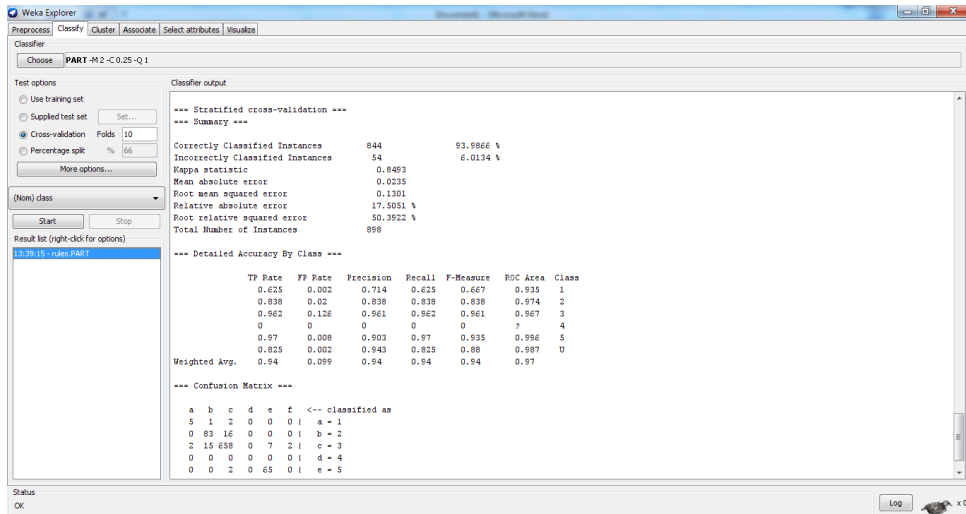 Weka Explorer
Preprocess Classify Cluster Associate Select attributes Visualize
Classifier
Choose PART -M 2 -C 0.25 -Q 1
Test options
Use training set
Supplied test set Set...
Cross-validation Folds 10
Percentage split % 66
More options...
(Nom) class
Start Stop
Result list (right-click for options)
13:39:15 - rules.PART
Classifier output
=== Stratified cross-validation ===
=== Summary ===
Correctly Classified Instances 844 93.9866 %
Incorrectly Classified Instances 54 6.0134 %
Kappa statistic 0.8493
Mean absolute error 0.0235
Root mean squared error 0.1301
Relative absolute error 17.5051 %
Root relative squared error 50.3922 %
Total Number of Instances 898
=== Detailed Accuracy By Class ===
TP Rate FP Rate Precision Recall F-Measure ROC Area Class
0.625 0.002 0.714 0.625 0.667 0.935 1
0.838 0.02 0.838 0.838 0.838 0.974 2
0.962 0.126 0.961 0.962 0.961 0.967 3
0 0 0 0 0 ? 4
0.97 0.008 0.903 0.97 0.935 0.996 5
0.825 0.002 0.943 0.825 0.88 0.987 U
Weighted Avg. 0.94 0.099 0.94 0.94 0.94 0.97
=== Confusion Matrix ===
a b c d e f <-- classified as
5 1 2 0 0 0 | a = 1
0 83 16 0 0 0 | b = 2
2 15 658 0 7 2 | c = 3
0 0 0 0 0 0 | d = 4
0 0 2 0 65 0 | e = 5
Status
OK
Log
x 0